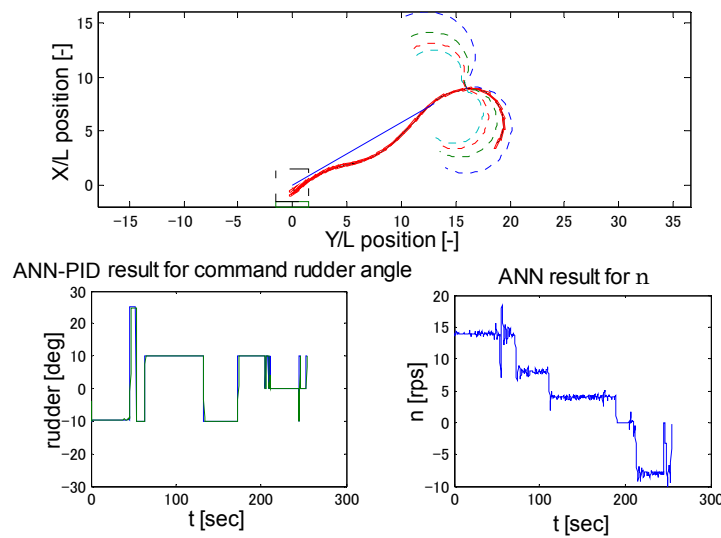 15
10
5
0
X/L position [-]
-15 -10 -5 0 5 10 15 20 25 30 35
Y/L position [-]
ANN-PID result for command rudder angle
30
20
10
0
-10
-20
-30
rudder [deg]
0 100 200 300
t [sec]
ANN result for n
20
15
10
5
0
-5
-10
n [rps]
0 100 200 300
t [sec]